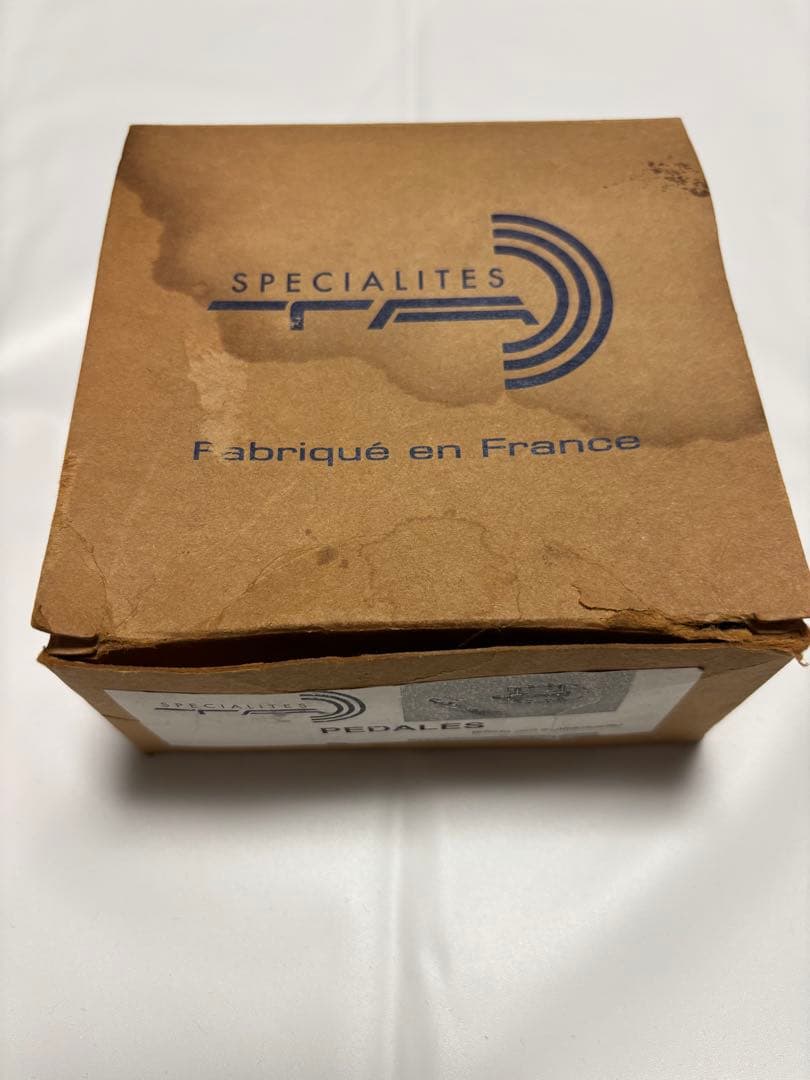 SPECIALITES
TA
Fabriqué en France
SPECIALITES
TA
PEDALES